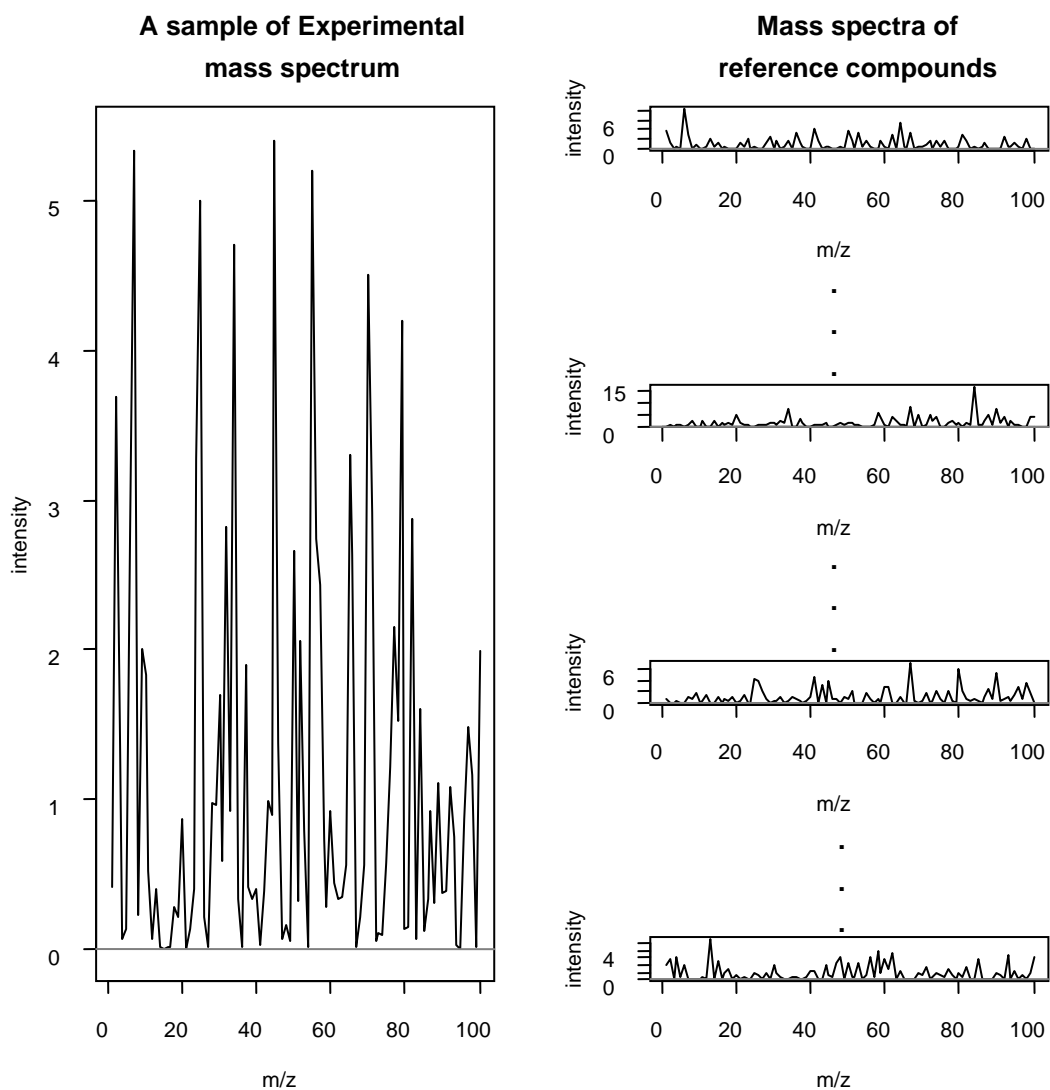 A sample of Experimental
mass spectrum
intensity
5
4
3
2
1
0
0 20 40 60 80 100
m/z
Mass spectra of
reference compounds
intensity
6
0
0 20 40 60 80 100
m/z
intensity
15
0
0 20 40 60 80 100
m/z
intensity
6
0
0 20 40 60 80 100
m/z
intensity
4
0
0 20 40 60 80 100
m/z